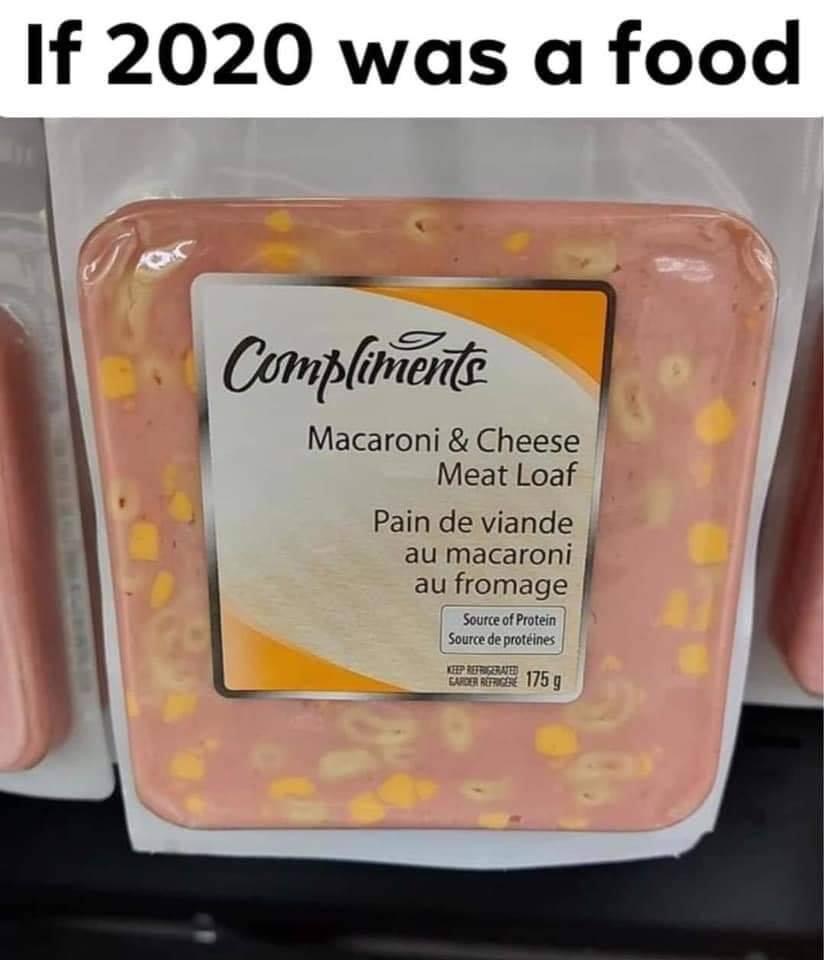 If 2020 was a food
Compliments
Macaroni & Cheese
Meat Loaf
Pain de viande
au macaroni
au fromage
Source of Protein
Source de protéines
KEEP REFRIGERATED
GARDER RÉFRIGÉRÉ
175 g